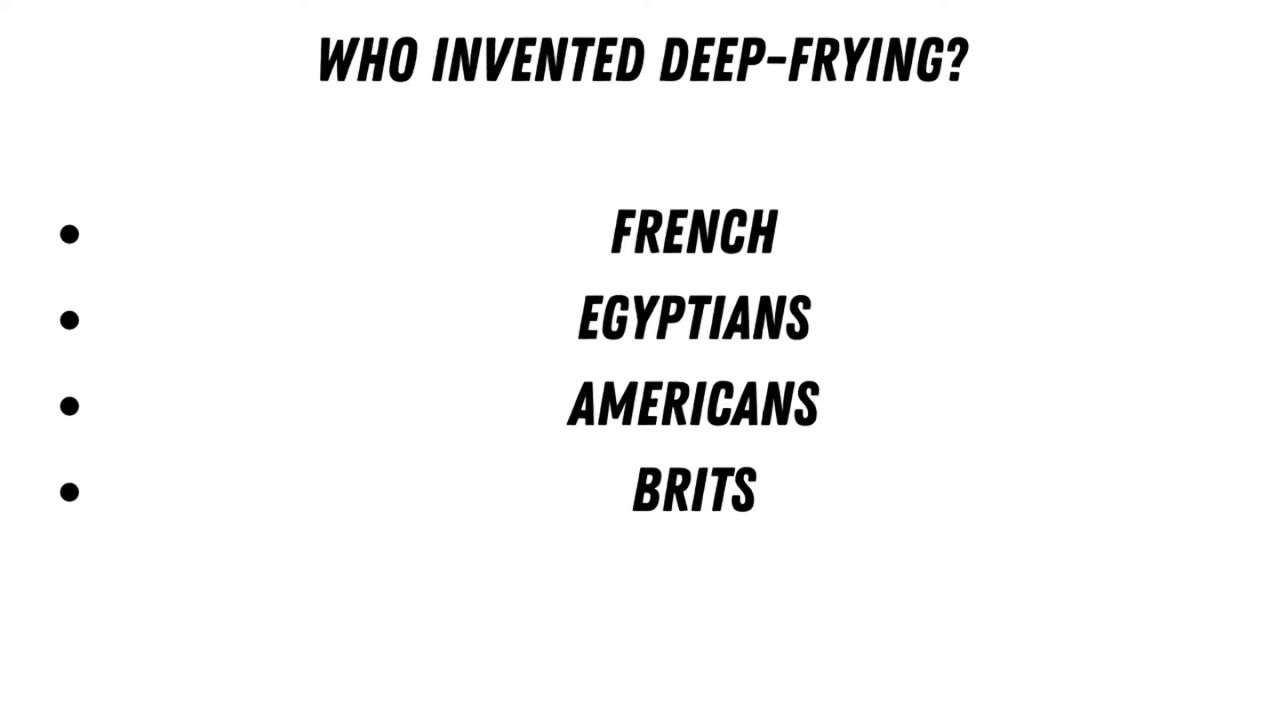 WHO INVENTED DEEP-FRYING?
• FRENCH
• EGYPTIANS
• AMERICANS
• BRITS